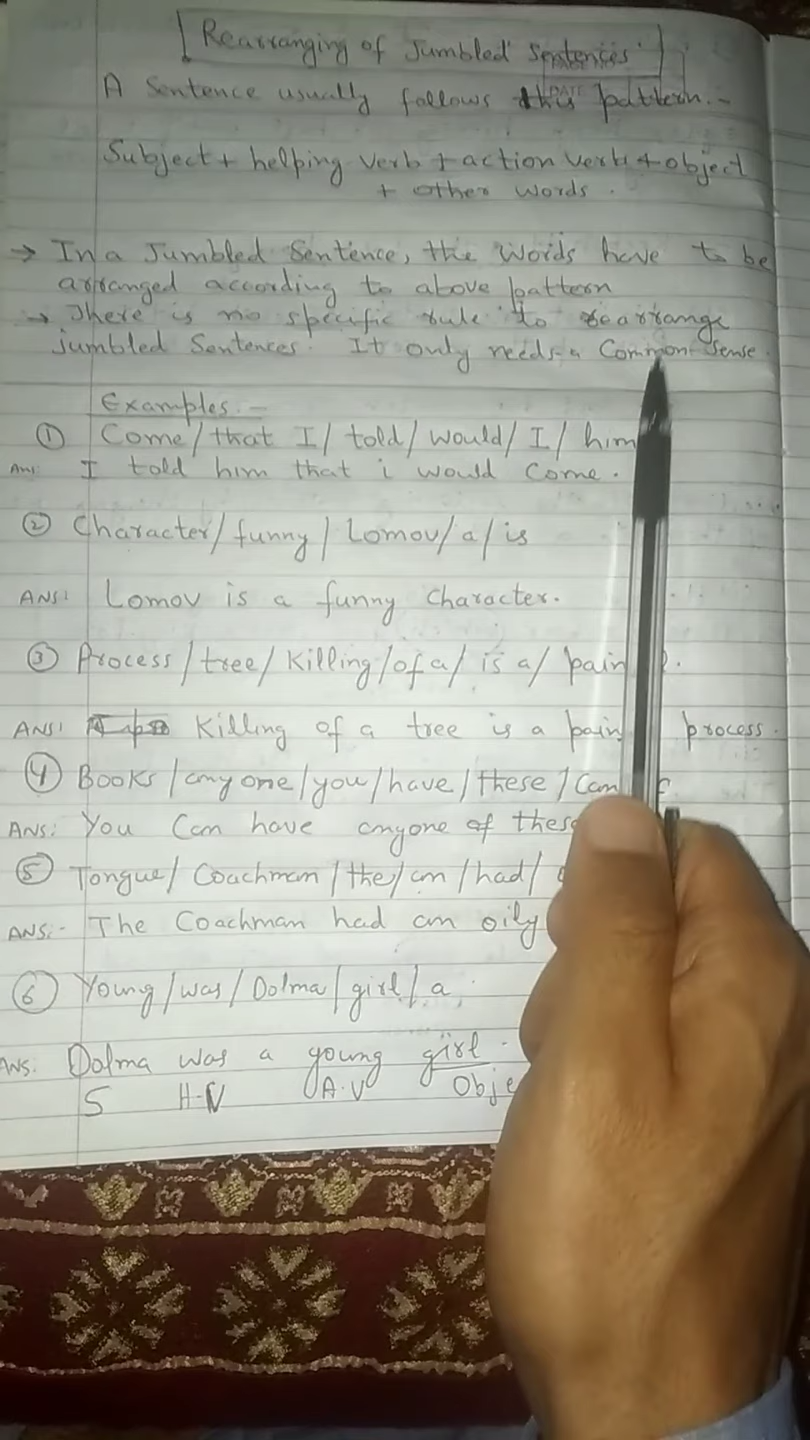 Rearranging of Jumbled Sentences
A Sentence usually follows this pattern.-
Subject + helping verb + action verb + object
+ other words.
→ In a Jumbled Sentence, the Words have to be
arranged according to above pattern
→ There is no specific rule to rearrange
jumbled Sentences. It only needs a Common Sense.
Examples:-
① Come/that I/told/would/I/him
Ans: I told him that i would Come.
② Character/funny/Lomov/a/is
ANS: Lomov is a funny Character.
③ Process/tree/Killing/of a/is a/
ANS: Killing of a tree is a process.
④ Books/anyone/you/have/these/Can
ANS: You Can have anyone of these
⑤ Tongue/Coachman/the/an/had/
ANS:- The Coachman had an oily
⑥ Young/was/Dolma/girl/a
ANS. Dolma was a young girl.
S H-V A.V